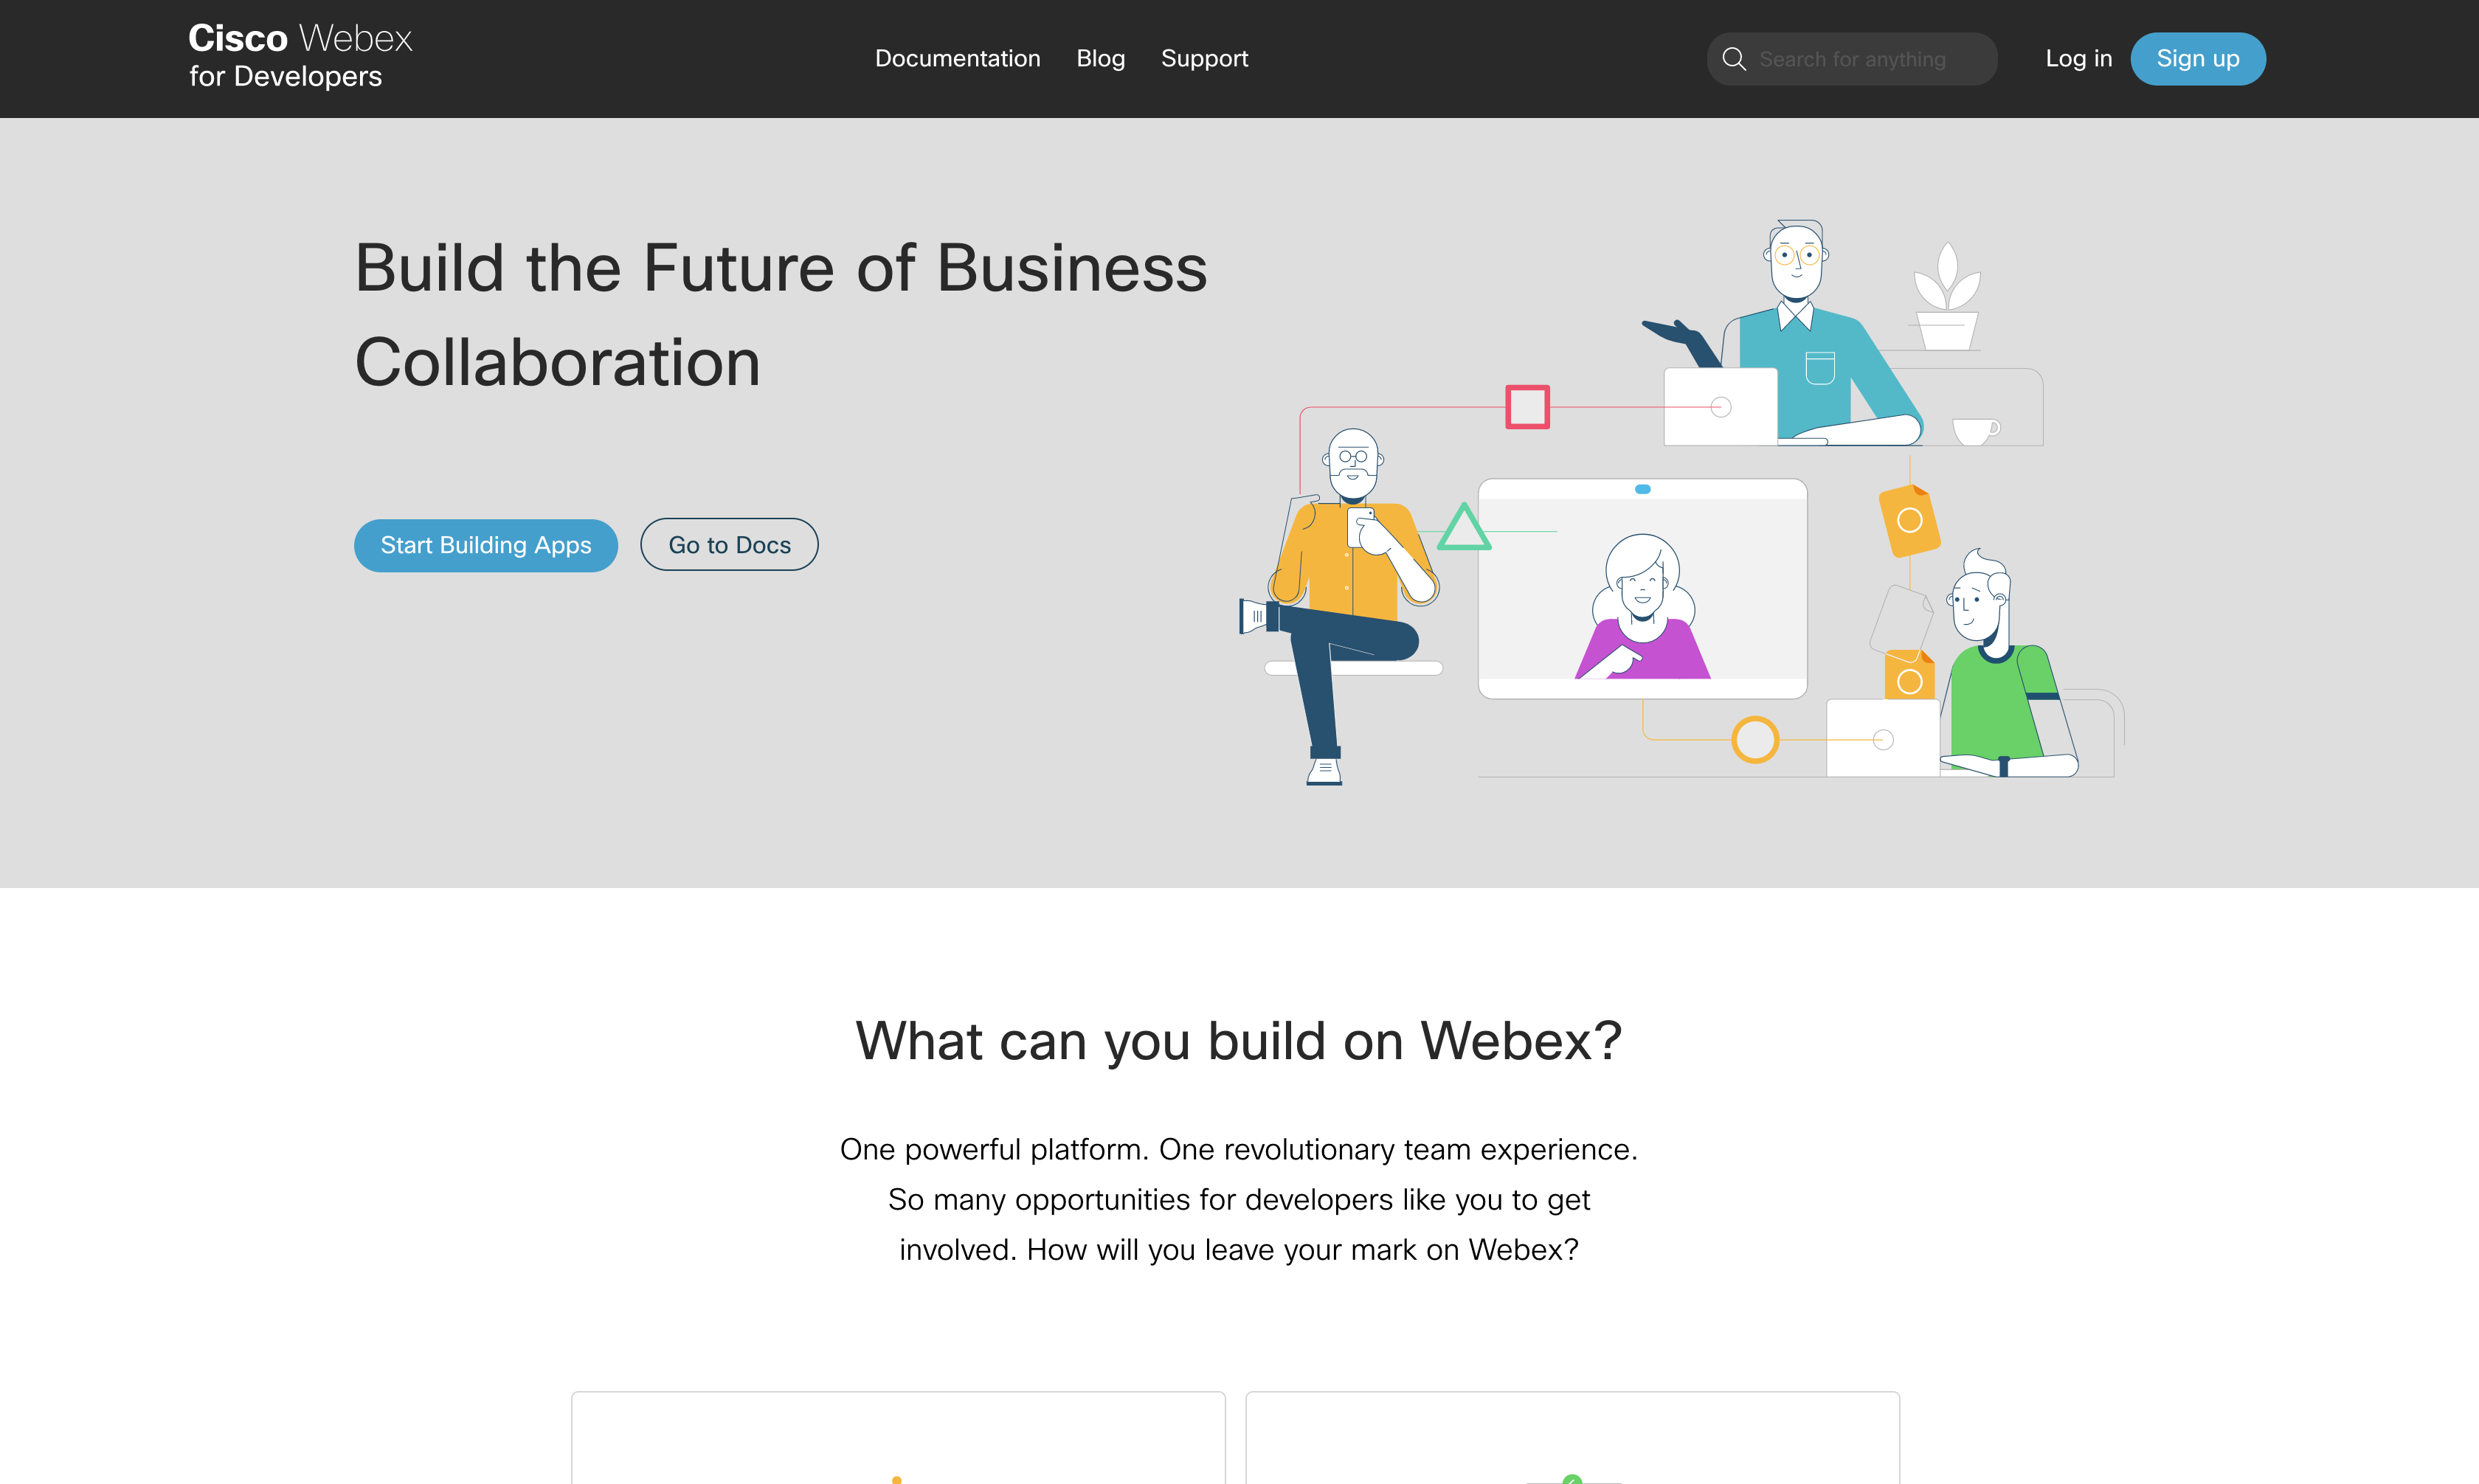 Cisco Webex
for Developers
Documentation
Blog
Support
Search for anything
Log in
Sign up
Build the Future of Business
Collaboration
Start Building Apps
Go to Docs
What can you build on Webex?
One powerful platform. One revolutionary team experience.
So many opportunities for developers like you to get
involved. How will you leave your mark on Webex?